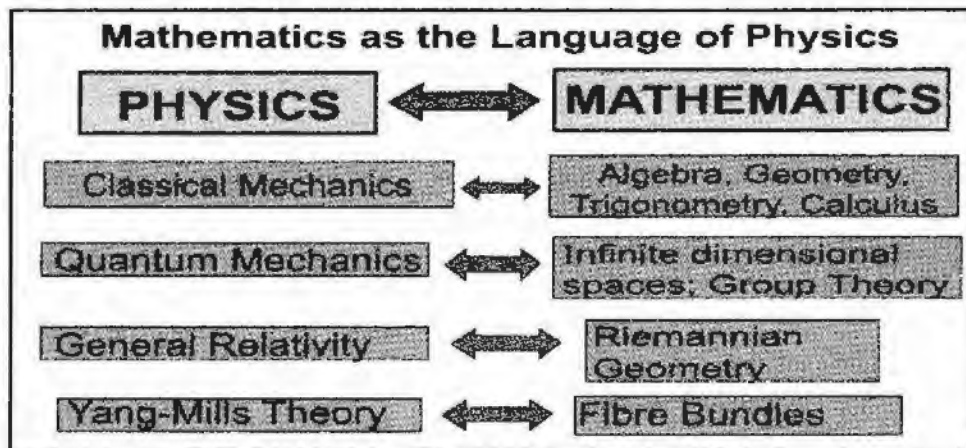 Mathematics as the Language of Physics
PHYSICS
MATHEMATICS
Classical Mechanics
Algebra, Geometry,
Trigonometry, Calculus
Quantum Mechanics
Infinite dimensional
spaces; Group Theory
General Relativity
Riemannian
Geometry
Yang-Mills Theory
Fibre Bundles